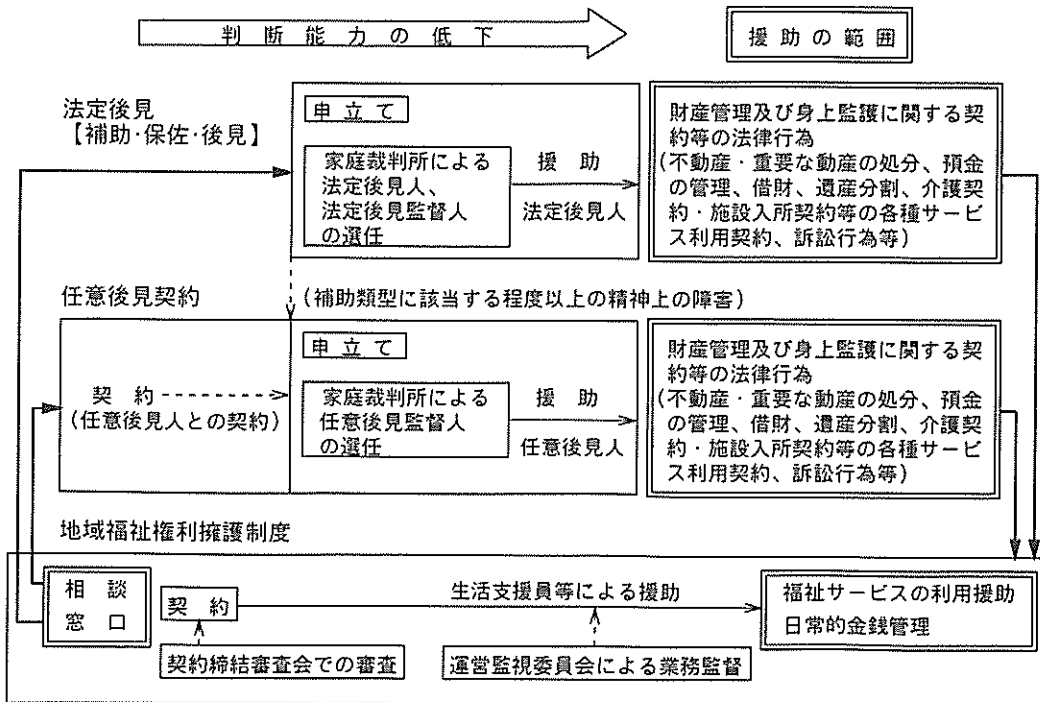 判断能力の低下
援助の範囲
法定後見
【補助・保佐・後見】
申立て
家庭裁判所による
法定後見人、
法定後見監督人
の選任
援助
法定後見人
財産管理及び身上監護に関する契
約等の法律行為
(不動産・重要な動産の処分、預金
の管理、借財、遺産分割、介護契
約・施設入所契約等の各種サービ
ス利用契約、訴訟行為等)
任意後見契約
(補助類型に該当する程度以上の精神上の障害)
契約
(任意後見人との契約)
申立て
家庭裁判所による
任意後見監督人
の選任
援助
任意後見人
財産管理及び身上監護に関する契
約等の法律行為
(不動産・重要な動産の処分、預金
の管理、借財、遺産分割、介護契
約・施設入所契約等の各種サービ
ス利用契約、訴訟行為等)
地域福祉権利擁護制度
相談
窓口
契約
生活支援員等による援助
福祉サービスの利用援助
日常的金銭管理
契約締結審査会での審査
運営監視委員会による業務監督